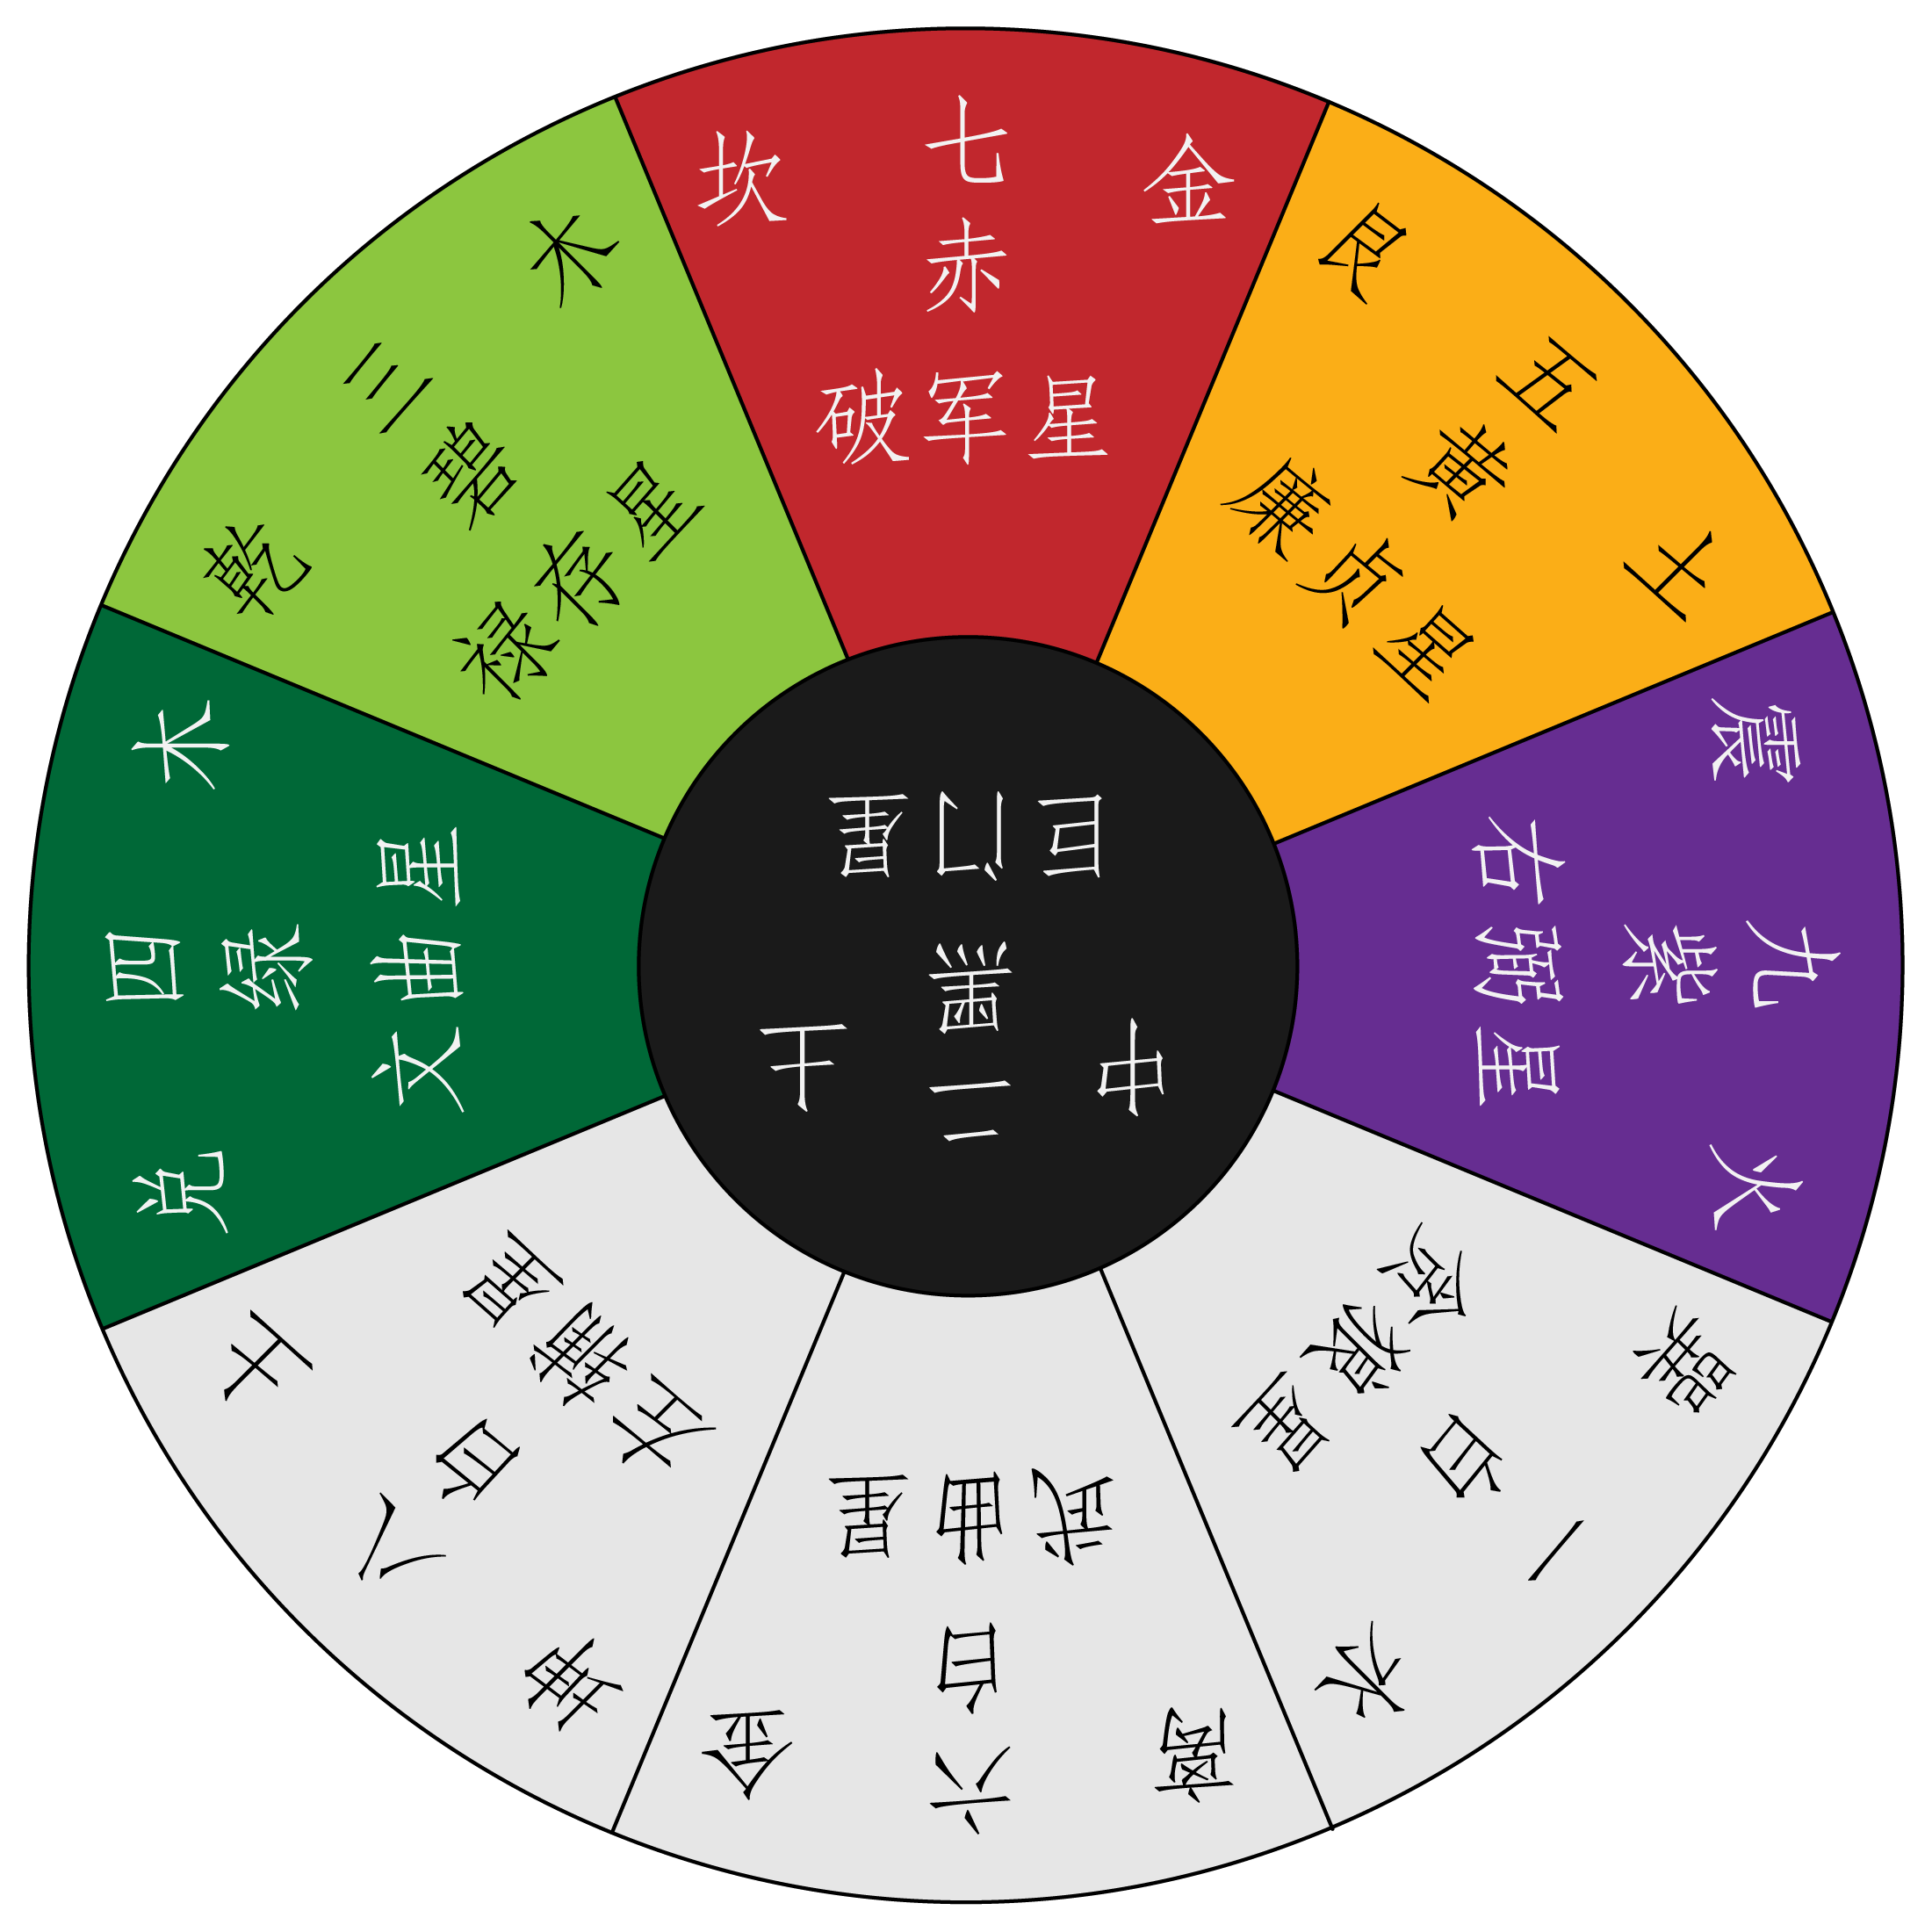 坎 七 金
赤
破军星
艮 五 土
黄
廉贞星
震 九 火
紫
右弼星
巽 一 水
白
贪狼星
离 六 金
白
武曲星
坤 八 土
白
左辅星
兑 四 木
绿
文曲星
乾 三 木
碧
禄存星
中 二 土
黑
巨门星